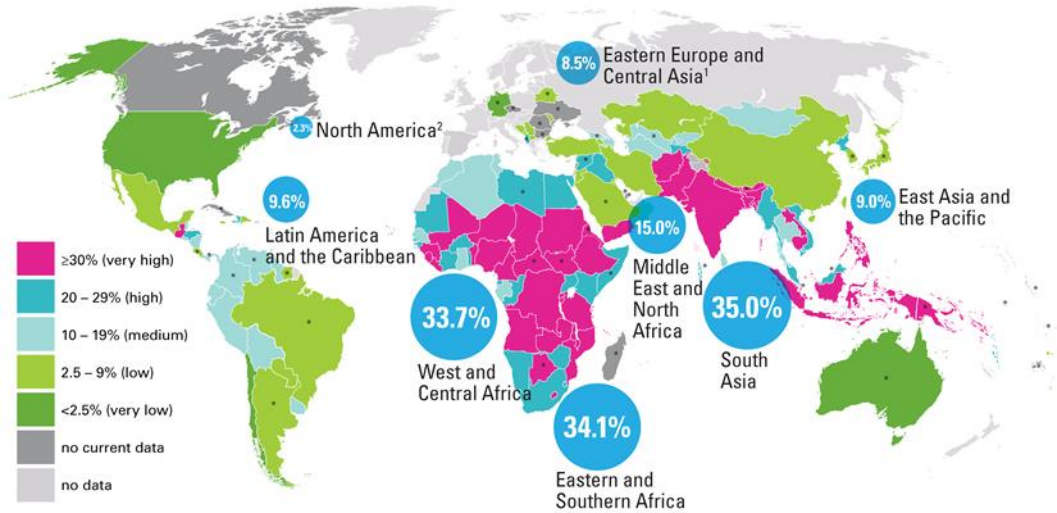 8.5%
Eastern Europe and
Central Asia¹
2.3%
North America²
9.6%
Latin America
and the Caribbean
9.0%
East Asia and
the Pacific
15.0%
Middle
East and
North
Africa
33.7%
West and
Central Africa
35.0%
South
Asia
34.1%
Eastern and
Southern Africa
≥30% (very high)
20 – 29% (high)
10 – 19% (medium)
2.5 – 9% (low)
<2.5% (very low)
no current data
no data